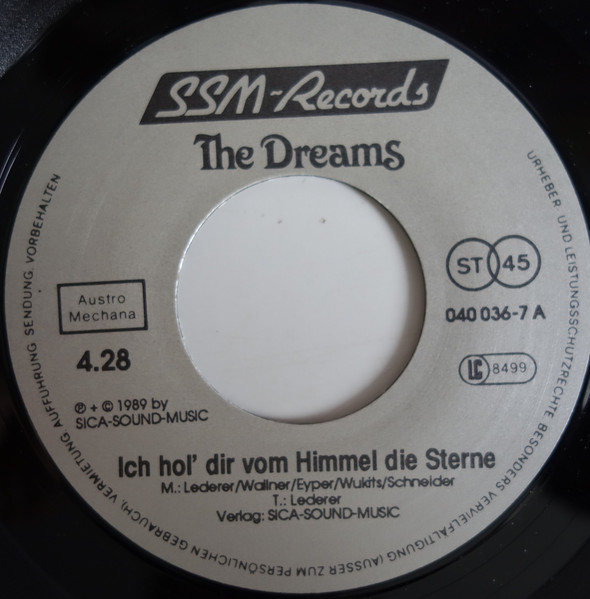 SSM-Records
The Dreams
URHEBER UND LEISTUNGSSCHUTZRECHTE BESONDERS VERVIELFÄLTIGUNG (AUSSER ZUM PERSÖNLICHEN GEBRAUCH), VERMIETUNG AUFFÜHRUNG SENDUNG VORBEHALTEN
ST 45
040 036-7 A
LC 8499
Austro
Mechana
4.28
℗ + © 1989 by
SICA-SOUND-MUSIC
Ich hol' dir vom Himmel die Sterne
M.: Lederer/Wallner/Eyper/Wukits/Schneider
T.: Lederer
Verlag: SICA-SOUND-MUSIC